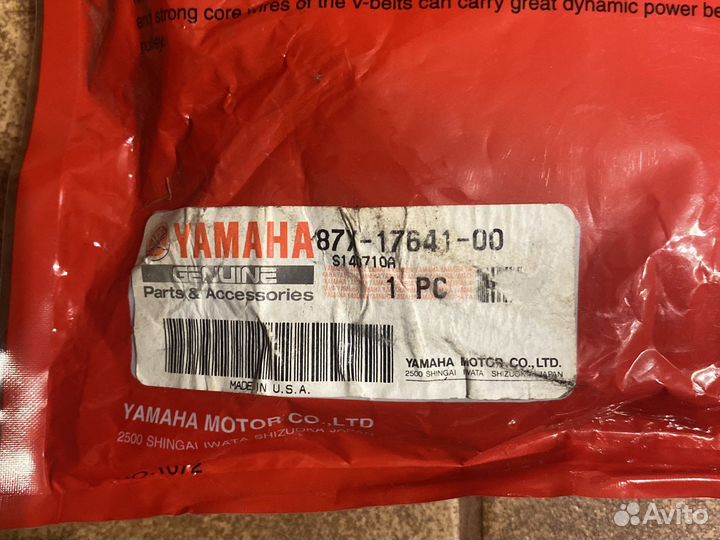 and strong core wires of the V-belts can carry great dynamic power be
pulley.
YAMAHA
GENUINE
Parts & Accessories
87X-17641-00
S140710A
1 PC
MADE IN U.S.A.
YAMAHA MOTOR CO., LTD.
2500 SHINGAI IWATA SHIZUOKA JAPAN
YAMAHA MOTOR CO., LTD
2500 SHINGAI IWATA SHIZUOKA JAPAN
Avito